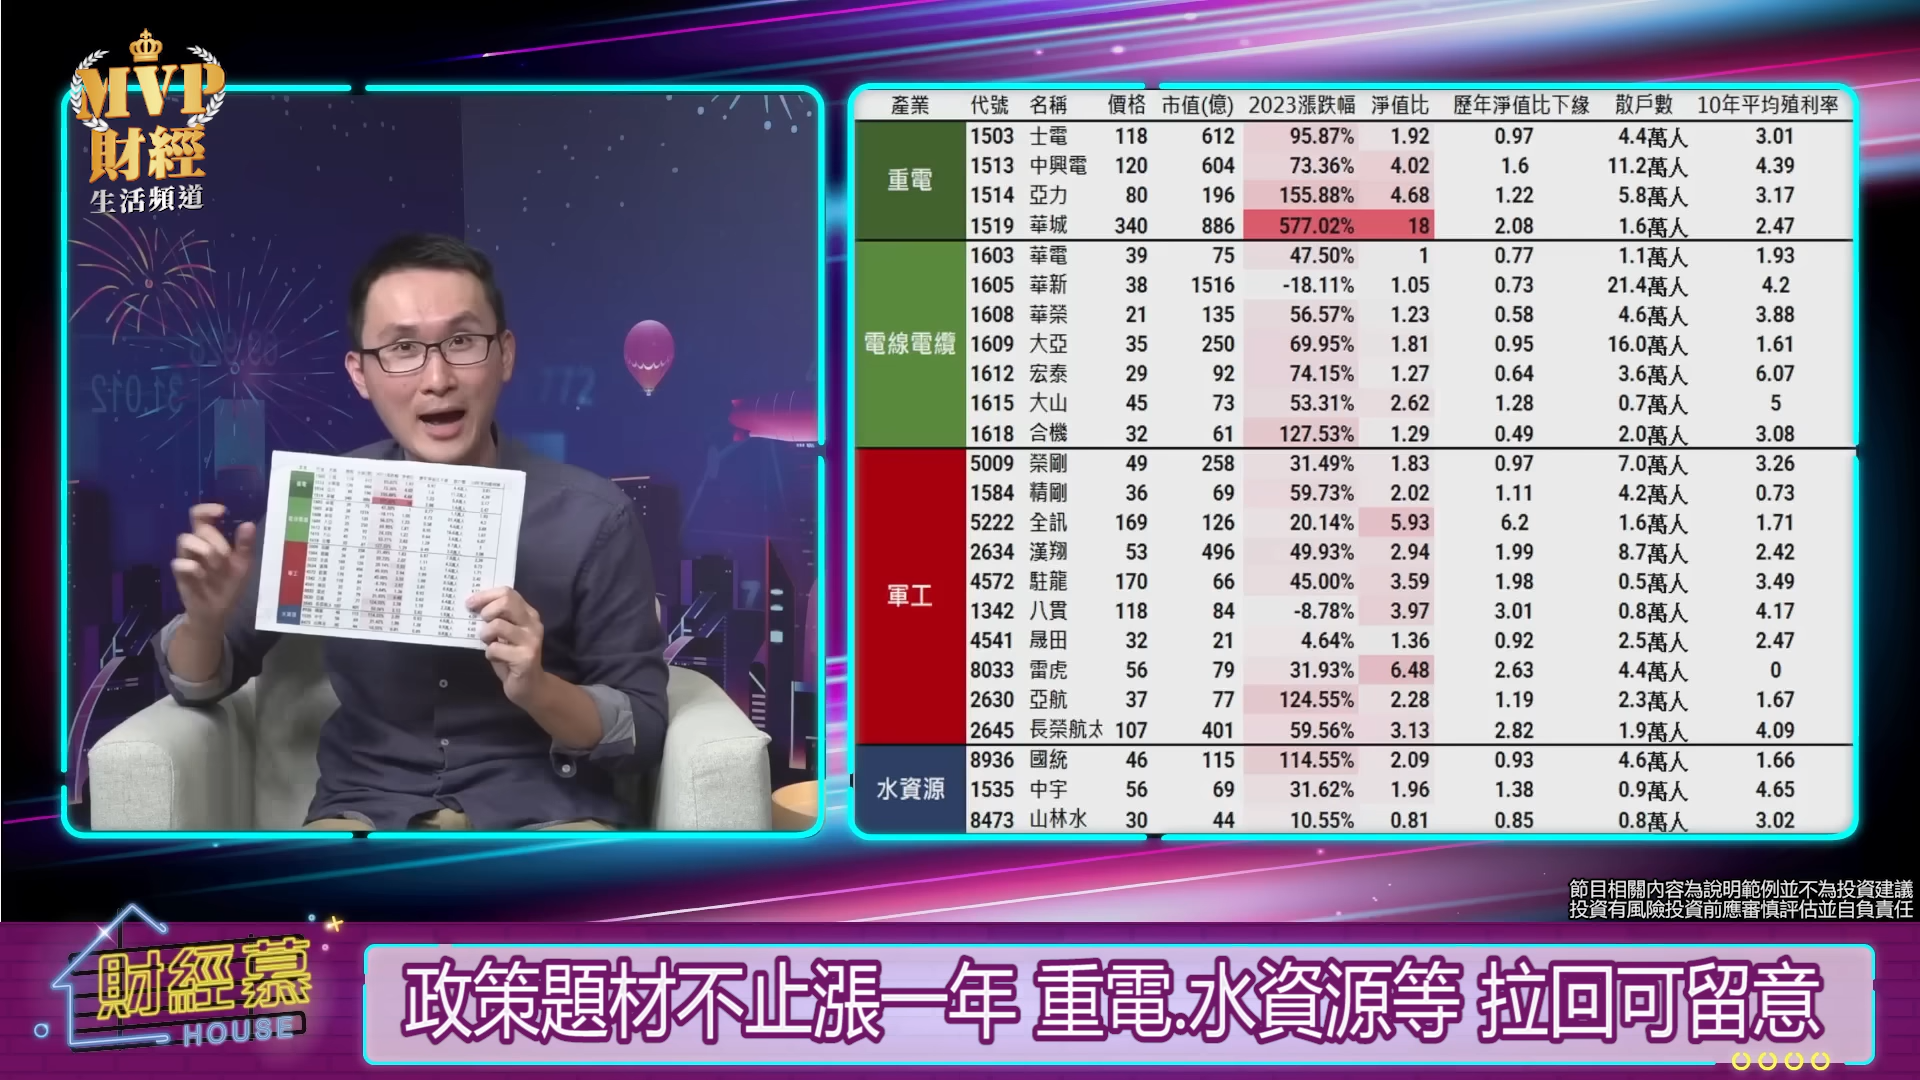 MVP
財經
生活頻道
產業 代號 名稱 價格 市值(億) 2023漲跌幅 淨值比 歷年淨值比下緣 散戶數 10年平均殖利率
重電
1503 士電 118 612 95.87% 1.92 0.97 4.4萬人 3.01
1513 中興電 120 604 73.36% 4.02 1.6 11.2萬人 4.39
1514 亞力 80 196 155.88% 4.68 1.22 5.8萬人 3.17
1519 華城 340 886 577.02% 18 2.08 1.6萬人 2.47
電線電纜
1603 華電 39 75 47.50% 1 0.77 1.1萬人 1.93
1605 華新 38 1516 -18.11% 1.05 0.73 21.4萬人 4.2
1608 華榮 21 135 56.57% 1.23 0.58 4.6萬人 3.88
1609 大亞 35 250 69.95% 1.81 0.95 16.0萬人 1.61
1612 宏泰 29 92 74.15% 1.27 0.64 3.6萬人 6.07
1615 大山 45 73 53.31% 2.62 1.28 0.7萬人 5
1618 合機 32 61 127.53% 1.29 0.49 2.0萬人 3.08
軍工
5009 榮剛 49 258 31.49% 1.83 0.97 7.0萬人 3.26
1584 精剛 36 69 59.73% 2.02 1.11 4.2萬人 0.73
5222 全訊 169 126 20.14% 5.93 6.2 1.6萬人 1.71
2634 漢翔 53 496 49.93% 2.94 1.99 8.7萬人 2.42
4572 駐龍 170 66 45.00% 3.59 1.98 0.5萬人 3.49
1342 八貫 118 84 -8.78% 3.97 3.01 0.8萬人 4.17
4541 晟田 32 21 4.64% 1.36 0.92 2.5萬人 2.47
8033 雷虎 56 79 31.93% 6.48 2.63 4.4萬人 0
2630 亞航 37 77 124.55% 2.28 1.19 2.3萬人 1.67
2645 長榮航太 107 401 59.56% 3.13 2.82 1.9萬人 4.09
水資源
8936 國統 46 115 114.55% 2.09 0.93 4.6萬人 1.66
1535 中宇 56 69 31.62% 1.96 1.38 0.9萬人 4.65
8473 山林水 30 44 10.55% 0.81 0.85 0.8萬人 3.02
節目相關內容為說明範例並不為投資建議
投資有風險投資前應審慎評估並自負責任
財經慕
HOUSE
政策題材不止漲一年 重電.水資源等 拉回可留意